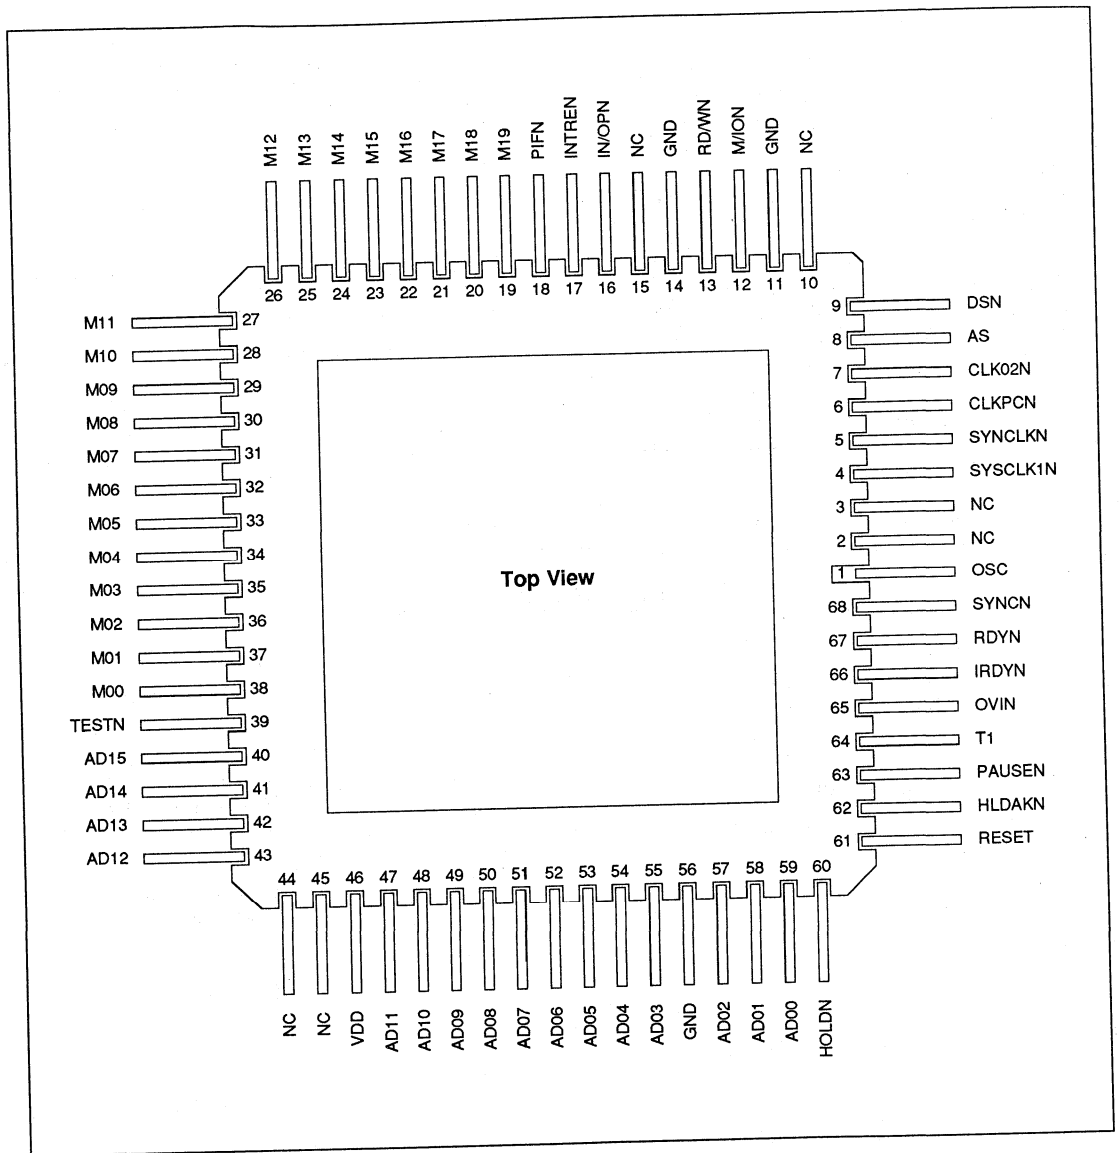 M12 M13 M14 M15 M16 M17 M18 M19 PIFN INTREN IN/OPN NC GND RD/WN M/ION GND NC
26 25 24 23 22 21 20 19 18 17 16 15 14 13 12 11 10
M11 27 9 DSN
M10 28 8 AS
M09 29 7 CLK02N
M08 30 6 CLKPCN
M07 31 5 SYNCLKN
M06 32 4 SYSCLK1N
M05 33 3 NC
M04 34 2 NC
M03 35 Top View 1 OSC
M02 36 68 SYNCN
M01 37 67 RDYN
M00 38 66 IRDYN
TESTN 39 65 OVIN
AD15 40 64 T1
AD14 41 63 PAUSEN
AD13 42 62 HLDAKN
AD12 43 61 RESET
44 45 46 47 48 49 50 51 52 53 54 55 56 57 58 59 60
NC NC VDD AD11 AD10 AD09 AD08 AD07 AD06 AD05 AD04 AD03 GND AD02 AD01 AD00 HOLDN